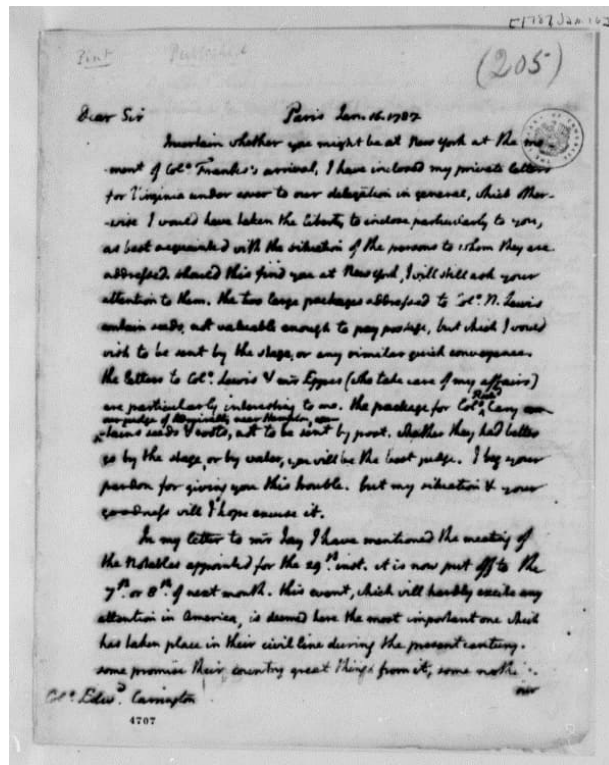 [1787 Jan. 16]
Print
(205)
Dear Sir Paris Jan. 16. 1787
Uncertain whether you might be at New York at the mo-
-ment of Colo. Franks's arrival, I have inclosed my private letters
for Virginia under cover to our delegation in general, which other-
-wise I would have taken the liberty to inclose particularly to you,
as best acquainted with the situation of the persons to whom they are
addressed. should this find you at New York, I will still ask your
attention to them. the two large packages addressed to Colo. N. Lewis
contain seeds, not valuable enough to pay postage, but which I would
wish to be sent by the stage, or any similar quick conveyance.
the letters to Colo. Lewis & mr Eppes (who take care of my affairs)
are particularly interesting to me. the package for Colo. Richd. Cary
our judge of Admiralty near Hampton, con
-tains seeds & roots, not to be sent by post. whether they had better
go by the stage, or by water, you will be the best judge. I beg your
pardon for giving you this trouble. but my situation & your
goodness will I hope excuse it.
In my letter to mr Jay I have mentioned the meeting of
the Notables appointed for the 29th. inst. it is now put off to the
7th. or 8th. of next month. this event, which will hardly excite any
attention in America, is deemed here the most important one which
has taken place in their civil line during the present century.
some promise their country great things from it, some nothing.
our
Colo. Edwd. Carrington
4707